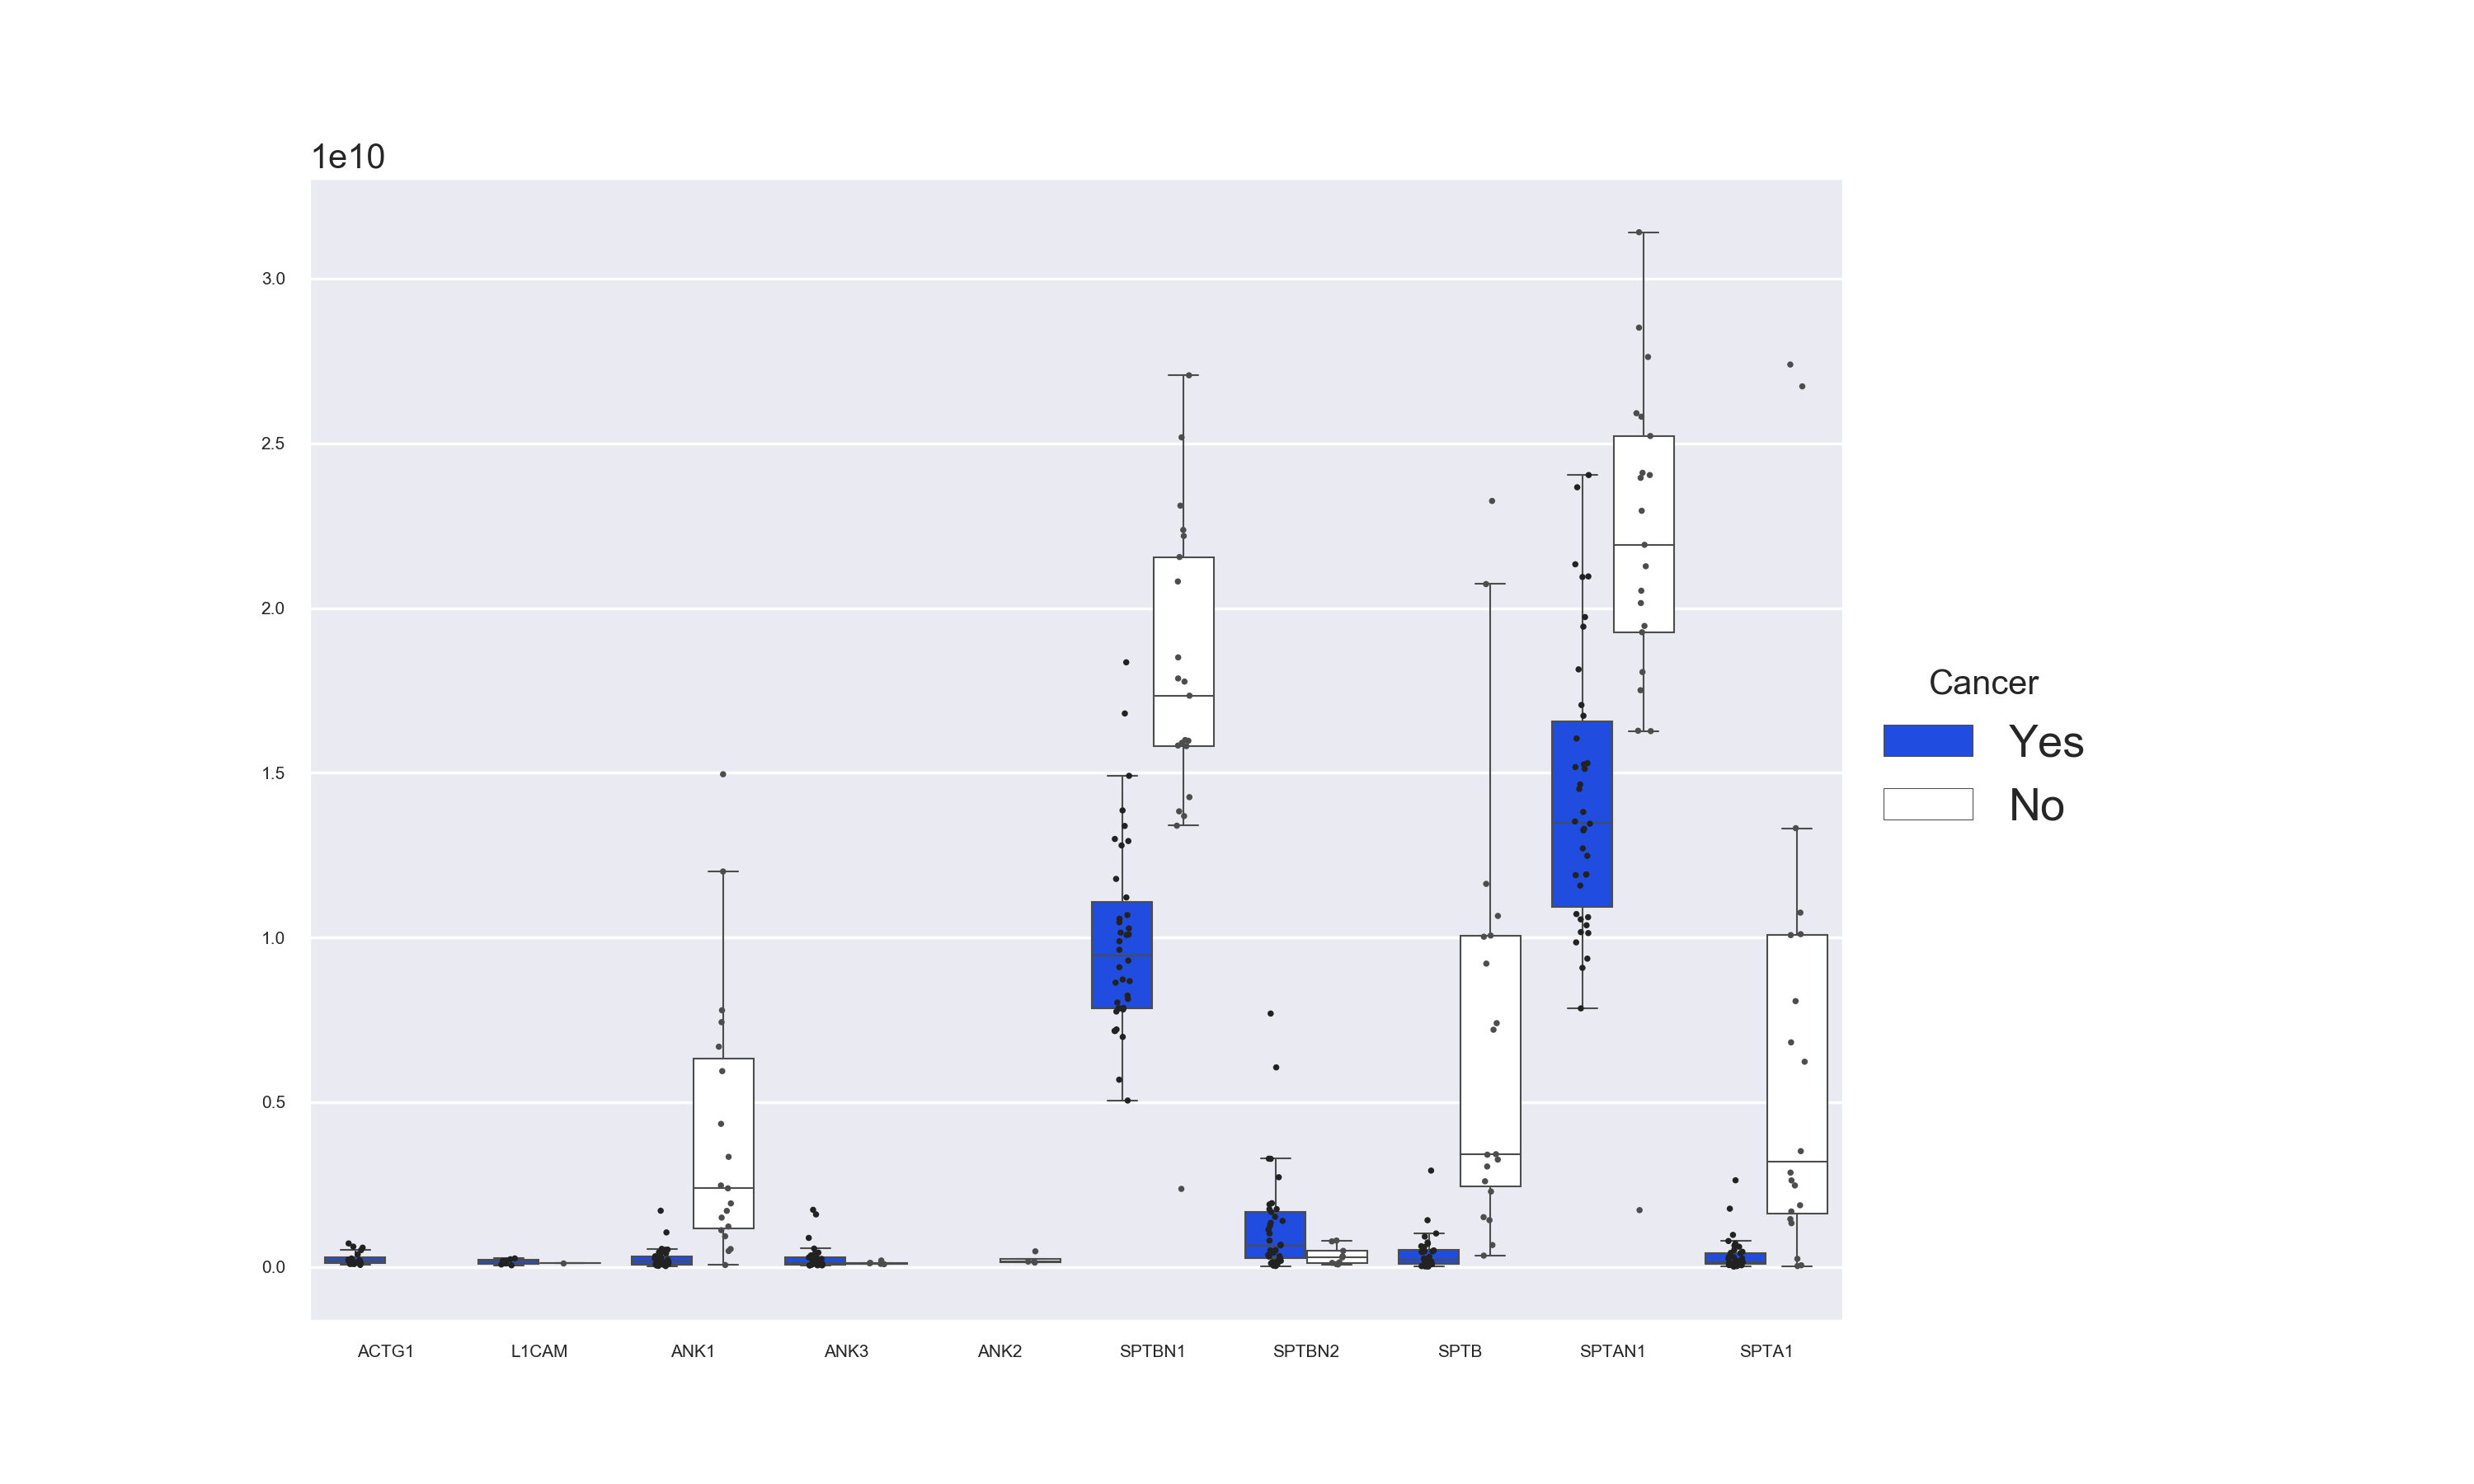 1e10
3.0
2.5
2.0
1.5
1.0
0.5
0.0
ACTG1 L1CAM ANK1 ANK3 ANK2 SPTBN1 SPTBN2 SPTB SPTAN1 SPTA1
Cancer
Yes
No